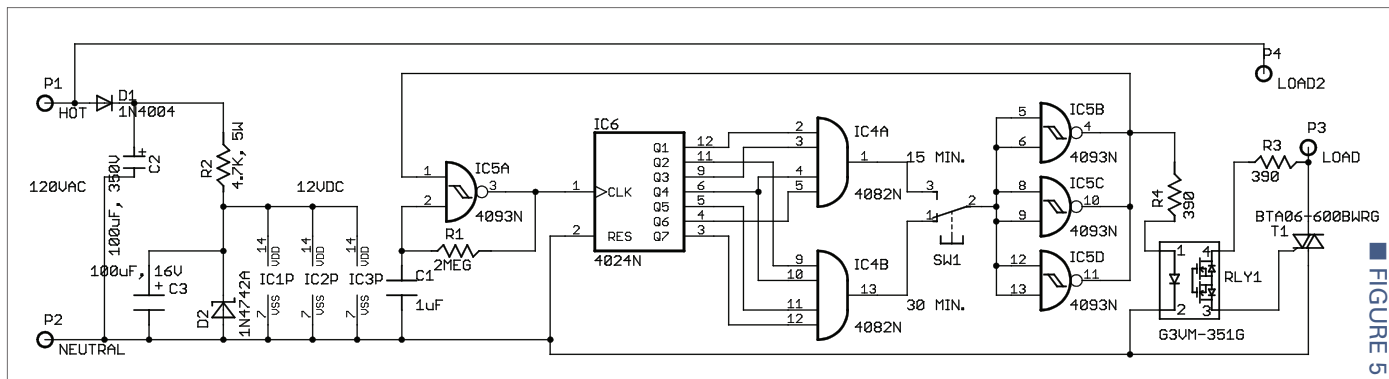 P1
HOT
D1
1N4004
C2
100uF, 350V
120VAC
R2
4.7K, 5W
12VDC
100uF, 16V
C3
D2
1N4742A
P2
NEUTRAL
14 VDD
IC1P
7 VSS
14 VDD
IC2P
7 VSS
14 VDD
IC3P
7 VSS
1
2
IC5A
3
4093N
R1
2MEG
C1
1uF
IC6
1
CLK
2
RES
4024N
Q1 12
Q2 11
Q3 9
Q4 6
Q5 5
Q6 4
Q7 3
2
3
4
5
IC4A
1
4082N
9
10
11
12
IC4B
13
4082N
15 MIN.
3
1
2
SW1
30 MIN.
5
6
IC5B
4
4093N
8
9
IC5C
10
4093N
12
13
IC5D
11
4093N
P4
LOAD2
P3
LOAD
R3
390
R4
390
BTA06-600BWRG
T1
1
2
4
3
RLY1
G3VM-351G
FIGURE 5